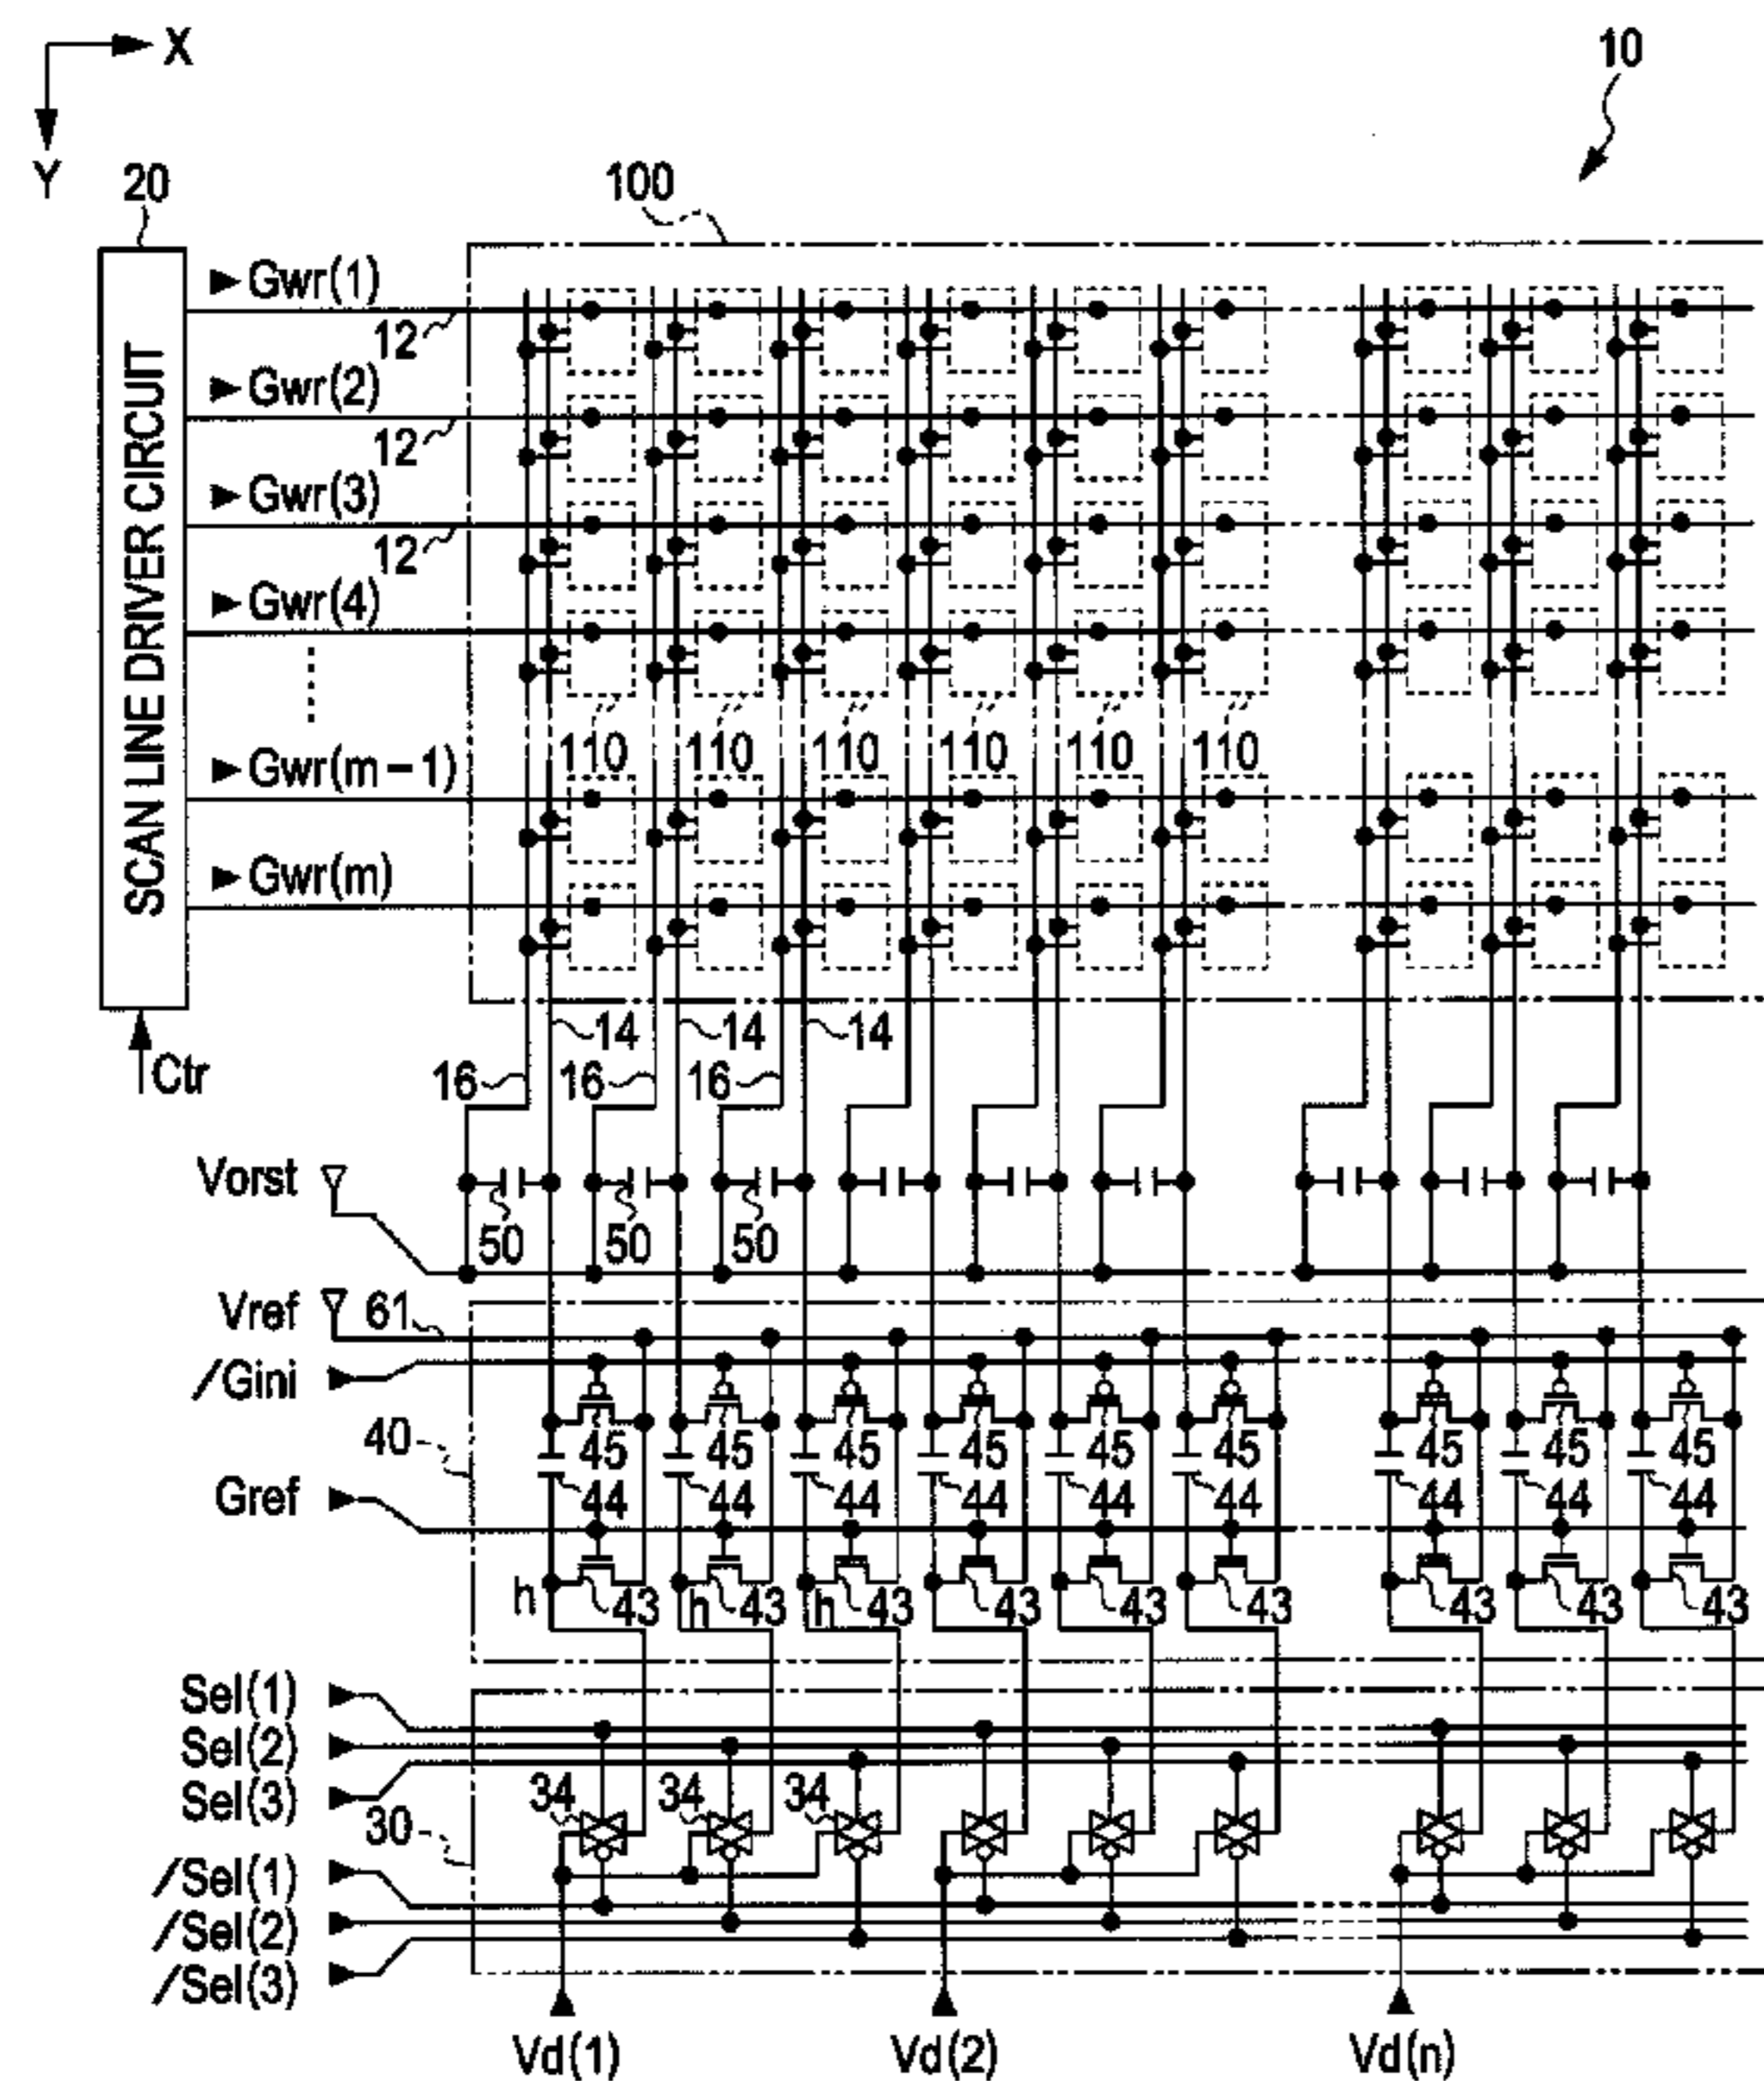 X
10
Y
20
100
SCAN LINE DRIVER CIRCUIT
Gwr(1)
12
Gwr(2)
12
Gwr(3)
12
Gwr(4)
110 110 110 110 110 110
Gwr(m−1)
Gwr(m)
14 14 14
Ctr
16 16 16
Vorst
50 50 50
Vref 61
/Gini
40
45 45 45 45 45 45 45 45 45
Gref
44 44 44 44 44 44 44 44 44
h 43 h 43 h 43 43 43 43 43 43 43
Sel(1)
Sel(2)
Sel(3)
34 34 34
30
/Sel(1)
/Sel(2)
/Sel(3)
Vd(1) Vd(2) Vd(n)